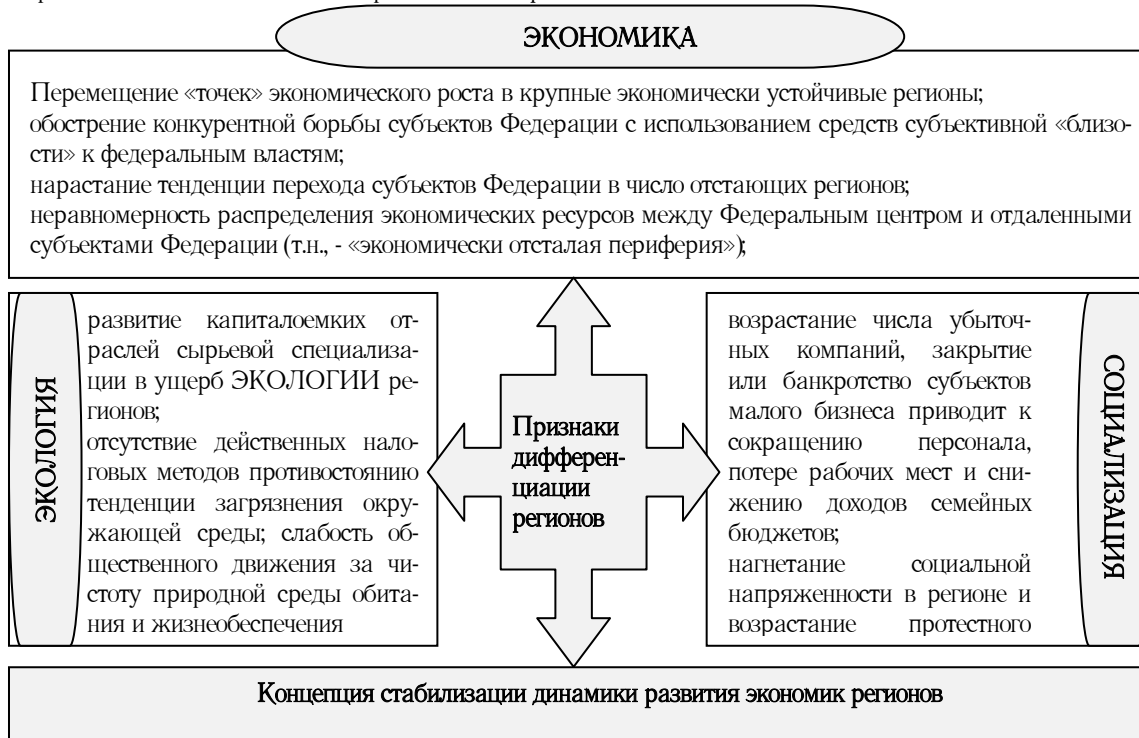 ЭКОНОМИКА
Перемещение «точек» экономического роста в крупные экономически устойчивые регионы;
обострение конкурентной борьбы субъектов Федерации с использованием средств субъективной «близо-
сти» к федеральным властям;
нарастание тенденции перехода субъектов Федерации в число отстающих регионов;
неравномерность распределения экономических ресурсов между Федеральным центром и отдаленными
субъектами Федерации (т.н., - «экономически отсталая периферия»);
ЭКОЛОГИЯ
развитие капиталоемких от-
раслей сырьевой специализа-
ции в ущерб ЭКОЛОГИИ ре-
гионов;
отсутствие действенных нало-
говых методов противостоянию
тенденции загрязнения окру-
жающей среды; слабость об-
щественного движения за чи-
стоту природной среды обита-
ния и жизнеобеспечения
Признаки
дифферен-
циации
регионов
возрастание числа убыточ-
ных компаний, закрытие
или банкротство субъектов
малого бизнеса приводит к
сокращению персонала,
потере рабочих мест и сни-
жению доходов семейных
бюджетов;
нагнетание социальной
напряженности в регионе и
возрастание протестного
СОЦИАЛИЗАЦИЯ
Концепция стабилизации динамики развития экономик регионов